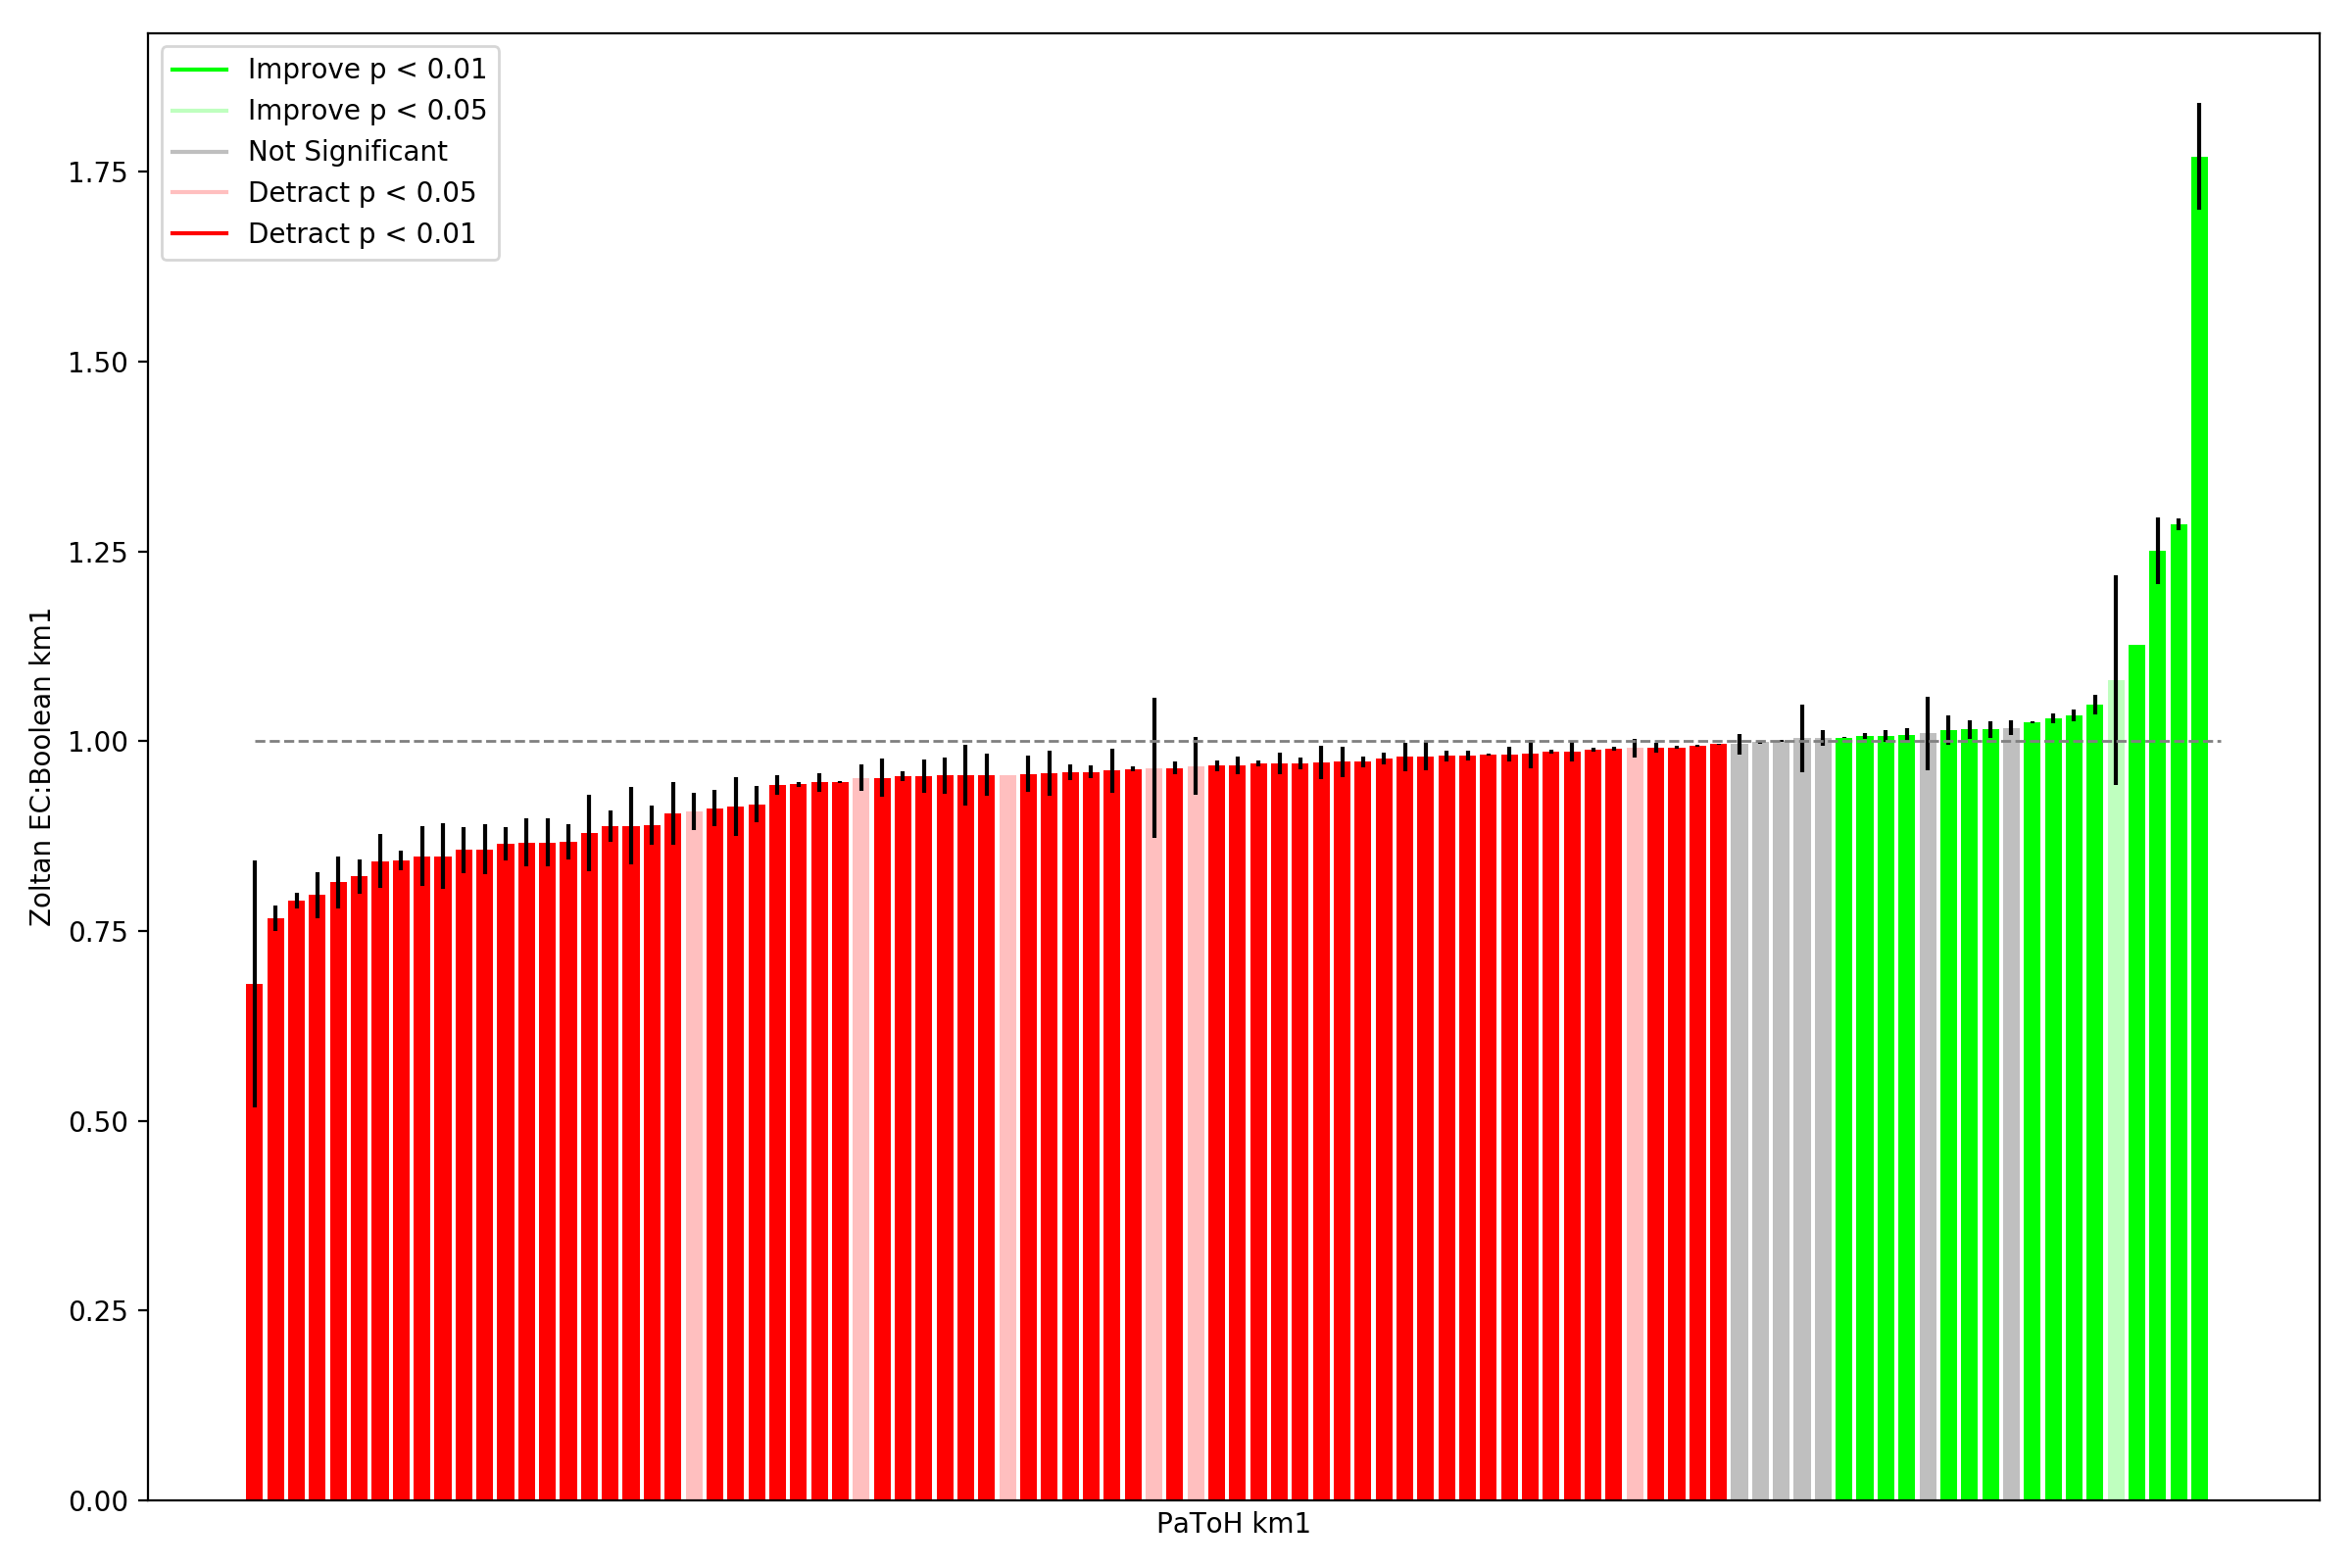 Improve p < 0.01
Improve p < 0.05
Not Significant
Detract p < 0.05
Detract p < 0.01
1.75
1.50
1.25
1.00
0.75
0.50
0.25
0.00
Zoltan EC:Boolean km1
PaToH km1